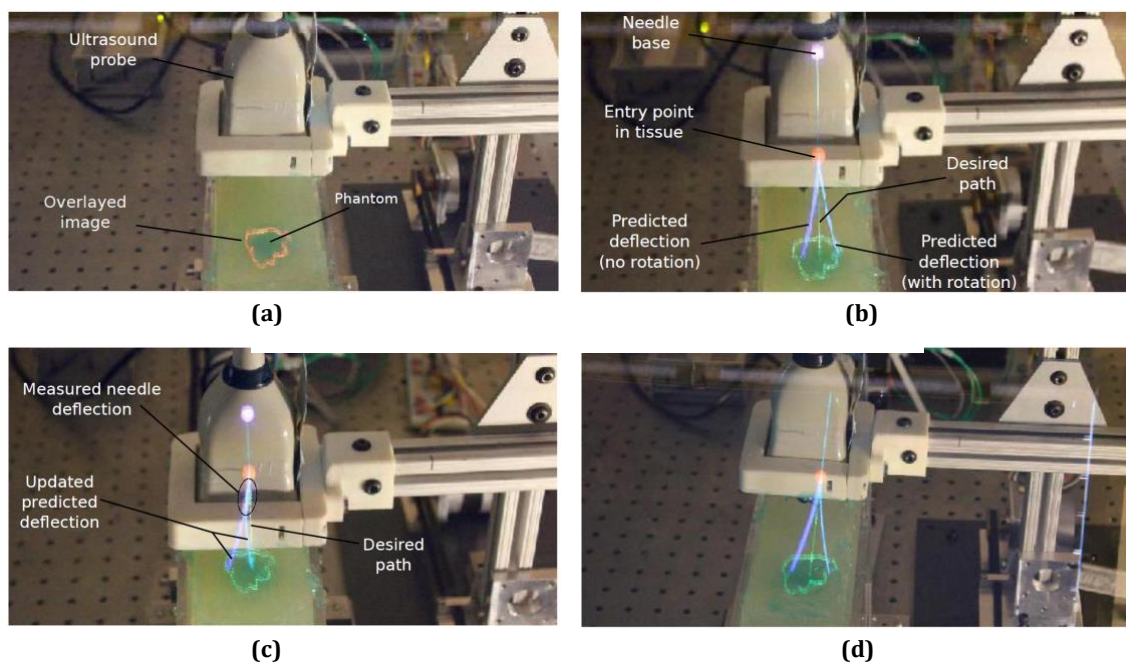 Ultrasound
probe
Overlayed
image
Phantom
(a)
Needle
base
Entry point
in tissue
Desired
path
Predicted
deflection
(no rotation)
Predicted
deflection
(with rotation)
(b)
Measured needle
deflection
Updated
predicted
deflection
Desired
path
(c)
(d)